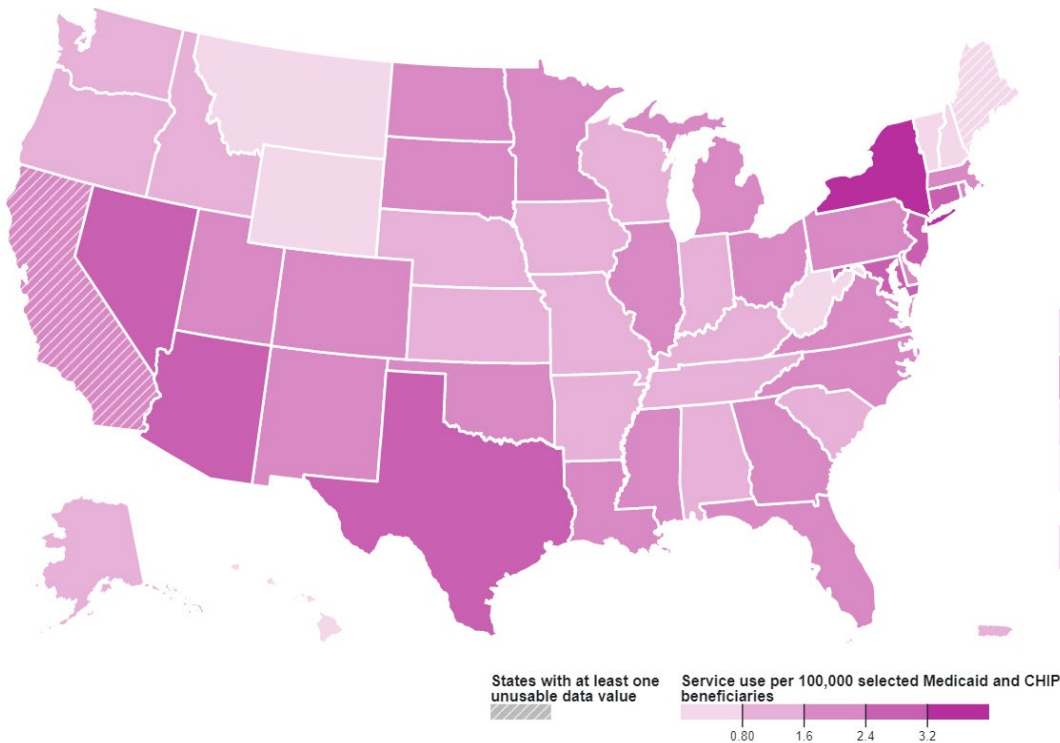 States with at least one
unusable data value
Service use per 100,000 selected Medicaid and CHIP
beneficiaries
0.80 1.6 2.4 3.2